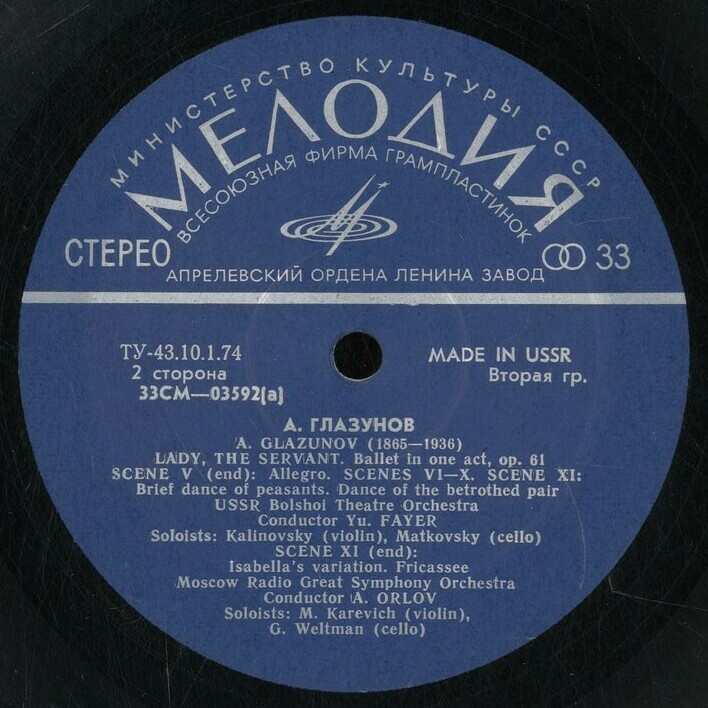 МИНИСТЕРСТВО КУЛЬТУРЫ СССР
МЕЛОДИЯ
ВСЕСОЮЗНАЯ ФИРМА ГРАМПЛАСТИНОК
СТЕРЕО
33
АПРЕЛЕВСКИЙ ОРДЕНА ЛЕНИНА ЗАВОД
ТУ-43.10.1.74
MADE IN USSR
2 сторона
Вторая гр.
33СМ—03592(а)
А. ГЛАЗУНОВ
A. GLAZUNOV (1865—1936)
LADY, THE SERVANT. Ballet in one act, op. 61
SCENE V (end): Allegro. SCENES VI—X. SCENE XI:
Brief dance of peasants. Dance of the betrothed pair
USSR Bolshoi Theatre Orchestra
Conductor Yu. FAYER
Soloists: Kalinovsky (violin), Matkovsky (cello)
SCENE XI (end):
Isabella's variation. Fricassee
Moscow Radio Great Symphony Orchestra
Conductor A. ORLOV
Soloists: M. Karevich (violin),
G. Weltman (cello)